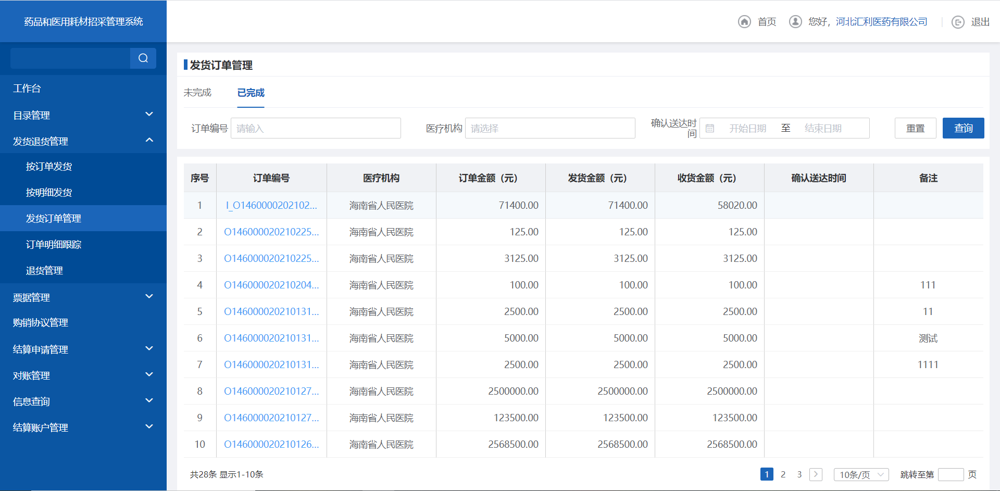 药品和医用耗材招采管理系统
首页 您好，河北汇利医药有限公司 退出
工作台
目录管理
发货退货管理
按订单发货
按明细发货
发货订单管理
订单明细跟踪
退货管理
票据管理
购销协议管理
结算申请管理
对账管理
信息查询
结算账户管理
发货订单管理
未完成 已完成
订单编号 请输入 医疗机构 请选择 确认送达时间 开始日期 至 结束日期 重置 查询
序号 订单编号 医疗机构 订单金额（元） 发货金额（元） 收货金额（元） 确认送达时间 备注
1 I_O1460000202102... 海南省人民医院 71400.00 71400.00 58020.00
2 O146000020210225... 海南省人民医院 125.00 125.00 125.00
3 O146000020210225... 海南省人民医院 3125.00 3125.00 3125.00
4 O146000020210204... 海南省人民医院 100.00 100.00 100.00 111
5 O146000020210131... 海南省人民医院 2500.00 2500.00 2500.00 11
6 O146000020210131... 海南省人民医院 5000.00 5000.00 5000.00 测试
7 O146000020210131... 海南省人民医院 2500.00 2500.00 2500.00 1111
8 O146000020210127... 海南省人民医院 2500000.00 2500000.00 2500000.00
9 O146000020210127... 海南省人民医院 123500.00 123500.00 123500.00
10 O146000020210126... 海南省人民医院 2568500.00 2568500.00 2568500.00
共28条 显示1-10条 1 2 3 10条/页 跳转至第 页